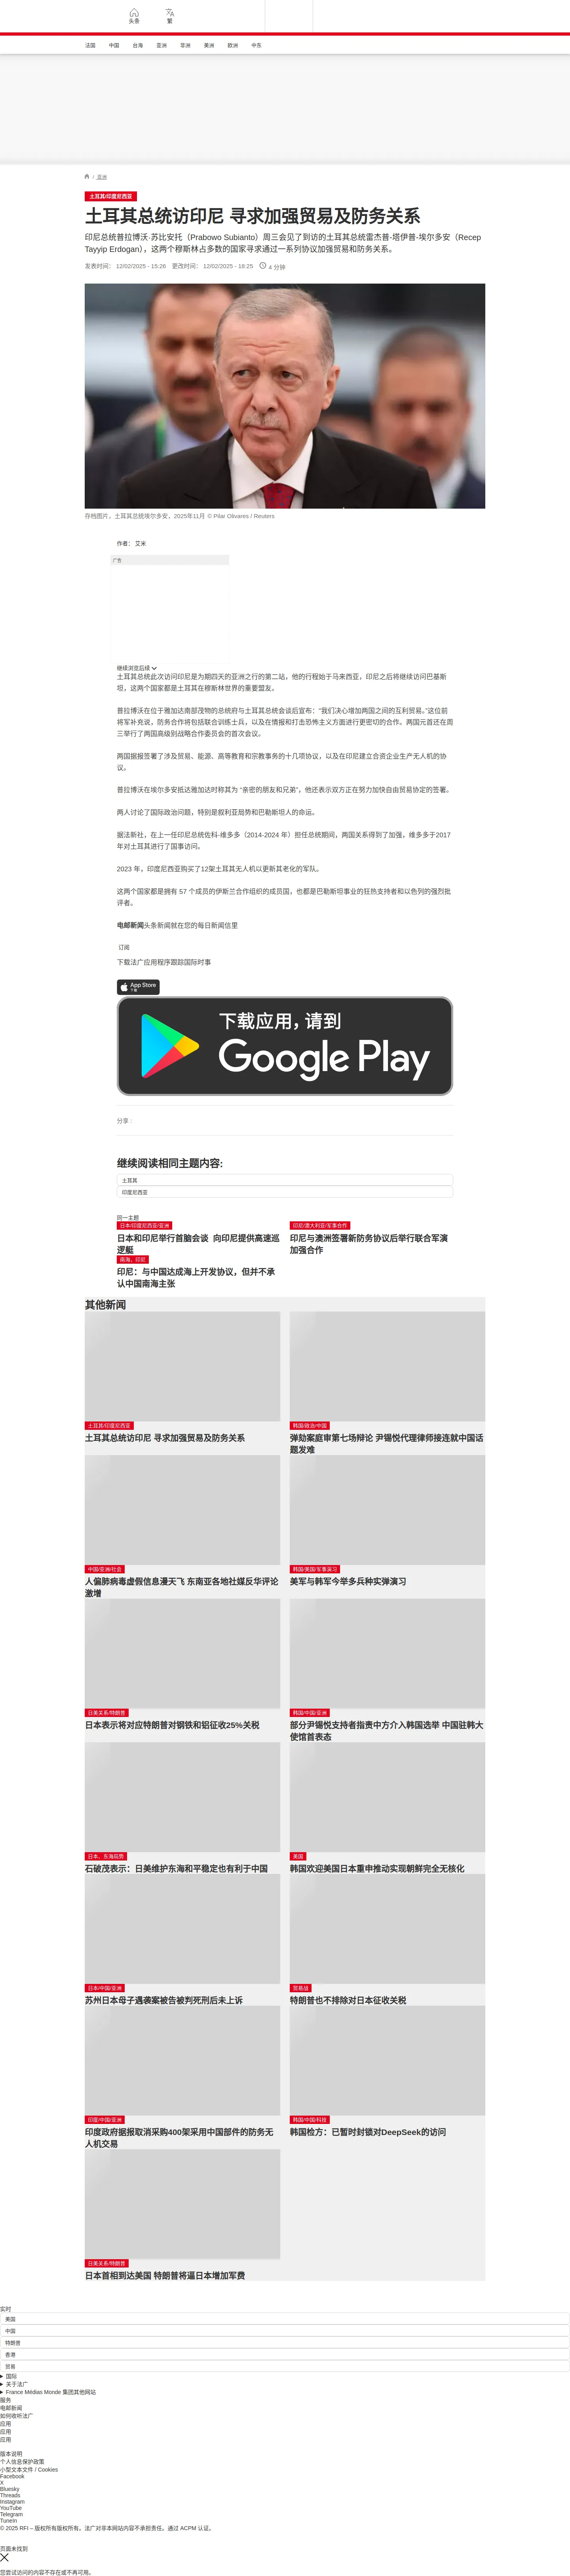 头条
繁
法国 中国 台海 亚洲 非洲 美洲 欧洲 中东
/ 亚洲
土耳其/印度尼西亚
土耳其总统访印尼 寻求加强贸易及防务关系
印尼总统普拉博沃·苏比安托（Prabowo Subianto）周三会见了到访的土耳其总统雷杰普-塔伊普-埃尔多安（Recep
Tayyip Erdogan），这两个穆斯林占多数的国家寻求通过一系列协议加强贸易和防务关系。
发表时间： 12/02/2025 - 15:26 更改时间： 12/02/2025 - 18:25 4 分钟
存档图片，土耳其总统埃尔多安，2025年11月 © Pilar Olivares / Reuters
作者： 艾米
广告
继续浏览后续
土耳其总统此次访问印尼是为期四天的亚洲之行的第二站，他的行程始于马来西亚，印尼之后将继续访问巴基斯
坦，这两个国家都是土耳其在穆斯林世界的重要盟友。
普拉博沃在位于雅加达南部茂物的总统府与土耳其总统会谈后宣布：“我们决心增加两国之间的互利贸易。”这位前
将军补充说，防务合作将包括联合训练士兵，以及在情报和打击恐怖主义方面进行更密切的合作。两国元首还在周
三举行了两国高级别战略合作委员会的首次会议。
两国据报签署了涉及贸易、能源、高等教育和宗教事务的十几项协议，以及在印尼建立合资企业生产无人机的协
议。
普拉博沃在埃尔多安抵达雅加达时称其为 “亲密的朋友和兄弟”，他还表示双方正在努力加快自由贸易协定的签署。
两人讨论了国际政治问题，特别是叙利亚局势和巴勒斯坦人的命运。
据法新社，在上一任印尼总统佐科-维多多（2014-2024 年）担任总统期间，两国关系得到了加强，维多多于2017
年对土耳其进行了国事访问。
2023 年，印度尼西亚购买了12架土耳其无人机以更新其老化的军队。
这两个国家都是拥有 57 个成员的伊斯兰合作组织的成员国，也都是巴勒斯坦事业的狂热支持者和以色列的强烈批
评者。
电邮新闻头条新闻就在您的每日新闻信里
订阅
下载法广应用程序跟踪国际时事
App Store
下载
下载应用，请到
Google Play
分享 :
继续阅读相同主题内容:
土耳其
印度尼西亚
同一主题
日本/印度尼西亚/亚洲
日本和印尼举行首脑会谈 向印尼提供高速巡
逻艇
印尼/澳大利亚/军事合作
印尼与澳洲签署新防务协议后举行联合军演
加强合作
南海、印尼
印尼：与中国达成海上开发协议，但并不承
认中国南海主张
其他新闻
土耳其/印度尼西亚
土耳其总统访印尼 寻求加强贸易及防务关系
韩国/政治/中国
弹劾案庭审第七场辩论 尹锡悦代理律师接连就中国话
题发难
中国/亚洲/社会
人偏肺病毒虚假信息漫天飞 东南亚各地社媒反华评论
激增
韩国/美国/军事演习
美军与韩军今举多兵种实弹演习
日美关系/特朗普
日本表示将对应特朗普对钢铁和铝征收25%关税
韩国/中国/亚洲
部分尹锡悦支持者指责中方介入韩国选举 中国驻韩大
使馆首表态
日本、东海局势
石破茂表示：日美维护东海和平稳定也有利于中国
美国
韩国欢迎美国日本重申推动实现朝鲜完全无核化
日本/中国/亚洲
苏州日本母子遇袭案被告被判死刑后未上诉
贸易战
特朗普也不排除对日本征收关税
印度/中国/亚洲
印度政府据报取消采购400架采用中国部件的防务无
人机交易
韩国/中国/科技
韩国检方：已暂时封锁对DeepSeek的访问
日美关系/特朗普
日本首相到达美国 特朗普将逼日本增加军费
实时
美国
中国
特朗普
香港
贸易
国际
关于法广
France Médias Monde 集团其他网站
服务
电邮新闻
如何收听法广
应用
应用
应用
版本说明
个人信息保护政策
小型文本文件 / Cookies
Facebook
X
Bluesky
Threads
Instagram
YouTube
Telegram
TuneIn
© 2025 RFI – 版权所有版权所有。法广对非本网站内容不承担责任。通过 ACPM 认证。
页面未找到
您尝试访问的内容不存在或不再可用。